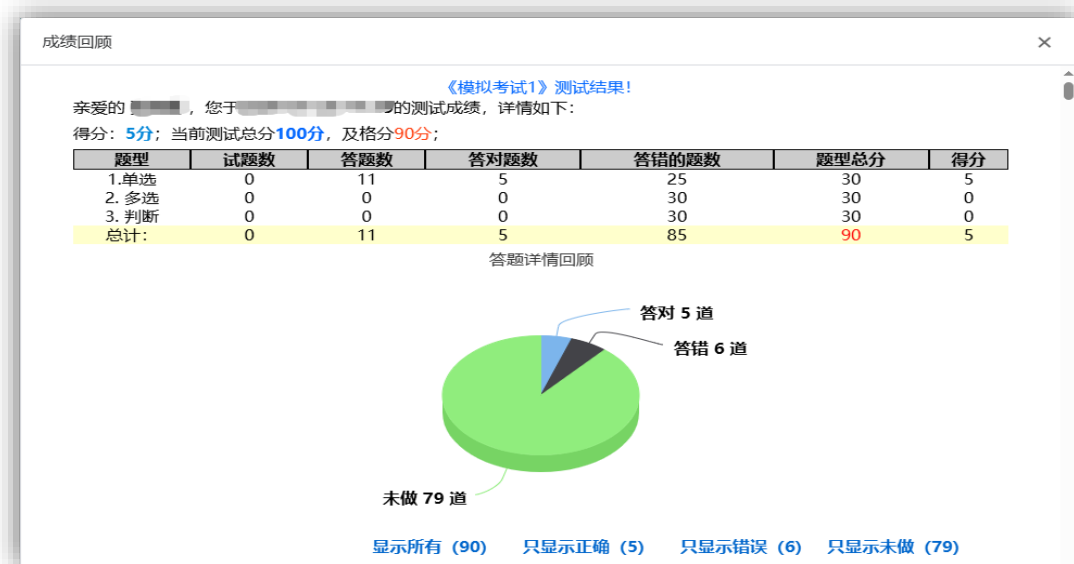 成绩回顾 ×
《模拟考试1》测试结果!
亲爱的 , 您于 的测试成绩，详情如下：
得分：5分；当前测试总分100分，及格分90分；
题型 试题数 答题数 答对题数 答错的题数 题型总分 得分
1.单选 0 11 5 25 30 5
2. 多选 0 0 0 30 30 0
3. 判断 0 0 0 30 30 0
总计： 0 11 5 85 90 5
答题详情回顾
答对 5 道
答错 6 道
未做 79 道
显示所有 (90) 只显示正确 (5) 只显示错误 (6) 只显示未做 (79)